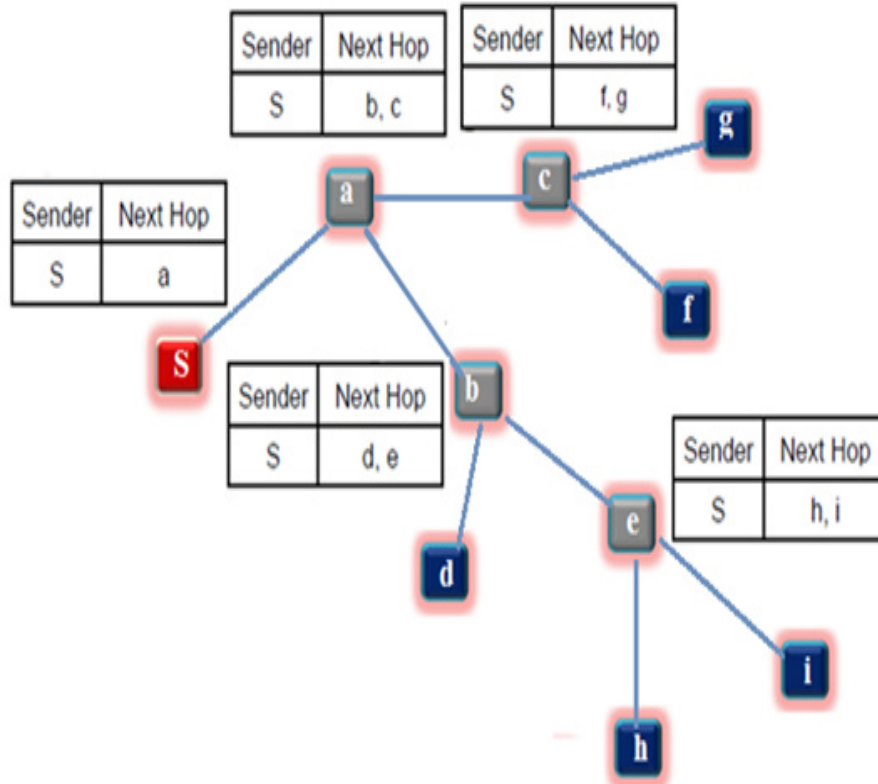 Sender Next Hop
S b, c
Sender Next Hop
S f, g
g
a
c
Sender Next Hop
S a
f
S
b
Sender Next Hop
S d, e
Sender Next Hop
S h, i
e
d
i
h